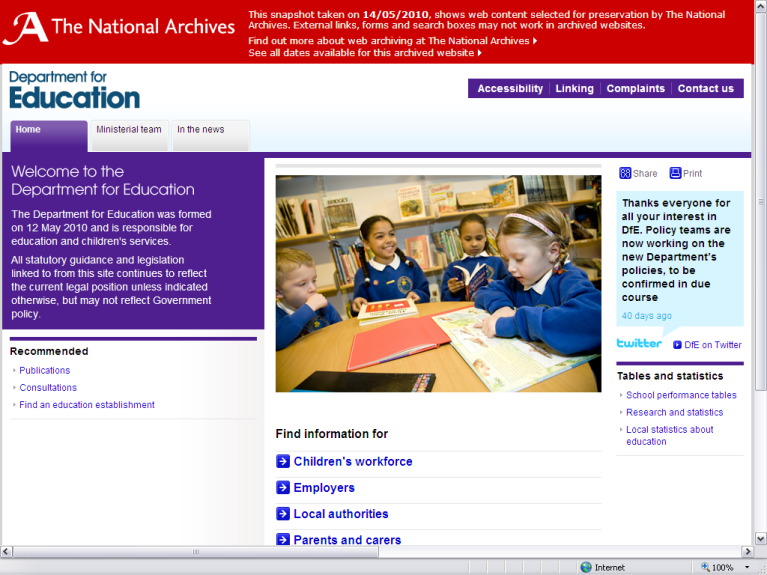 The National Archives
This snapshot taken on 14/05/2010, shows web content selected for preservation by The National
Archives. External links, forms and search boxes may not work in archived websites.
Find out more about web archiving at The National Archives
See all dates available for this archived website
Department for
Education
Accessibility Linking Complaints Contact us
Home Ministerial team In the news
Welcome to the
Department for Education
The Department for Education was formed
on 12 May 2010 and is responsible for
education and children's services.
All statutory guidance and legislation
linked to from this site continues to reflect
the current legal position unless indicated
otherwise, but may not reflect Government
policy.
Recommended
Publications
Consultations
Find an education establishment
BRIDGES
Find information for
Children's workforce
Employers
Local authorities
Parents and carers
Share Print
Thanks everyone for
all your interest in
DfE. Policy teams are
now working on the
new Department's
policies, to be
confirmed in due
course
40 days ago
twitter DfE on Twitter
Tables and statistics
School performance tables
Research and statistics
Local statistics about
education
Internet 100%